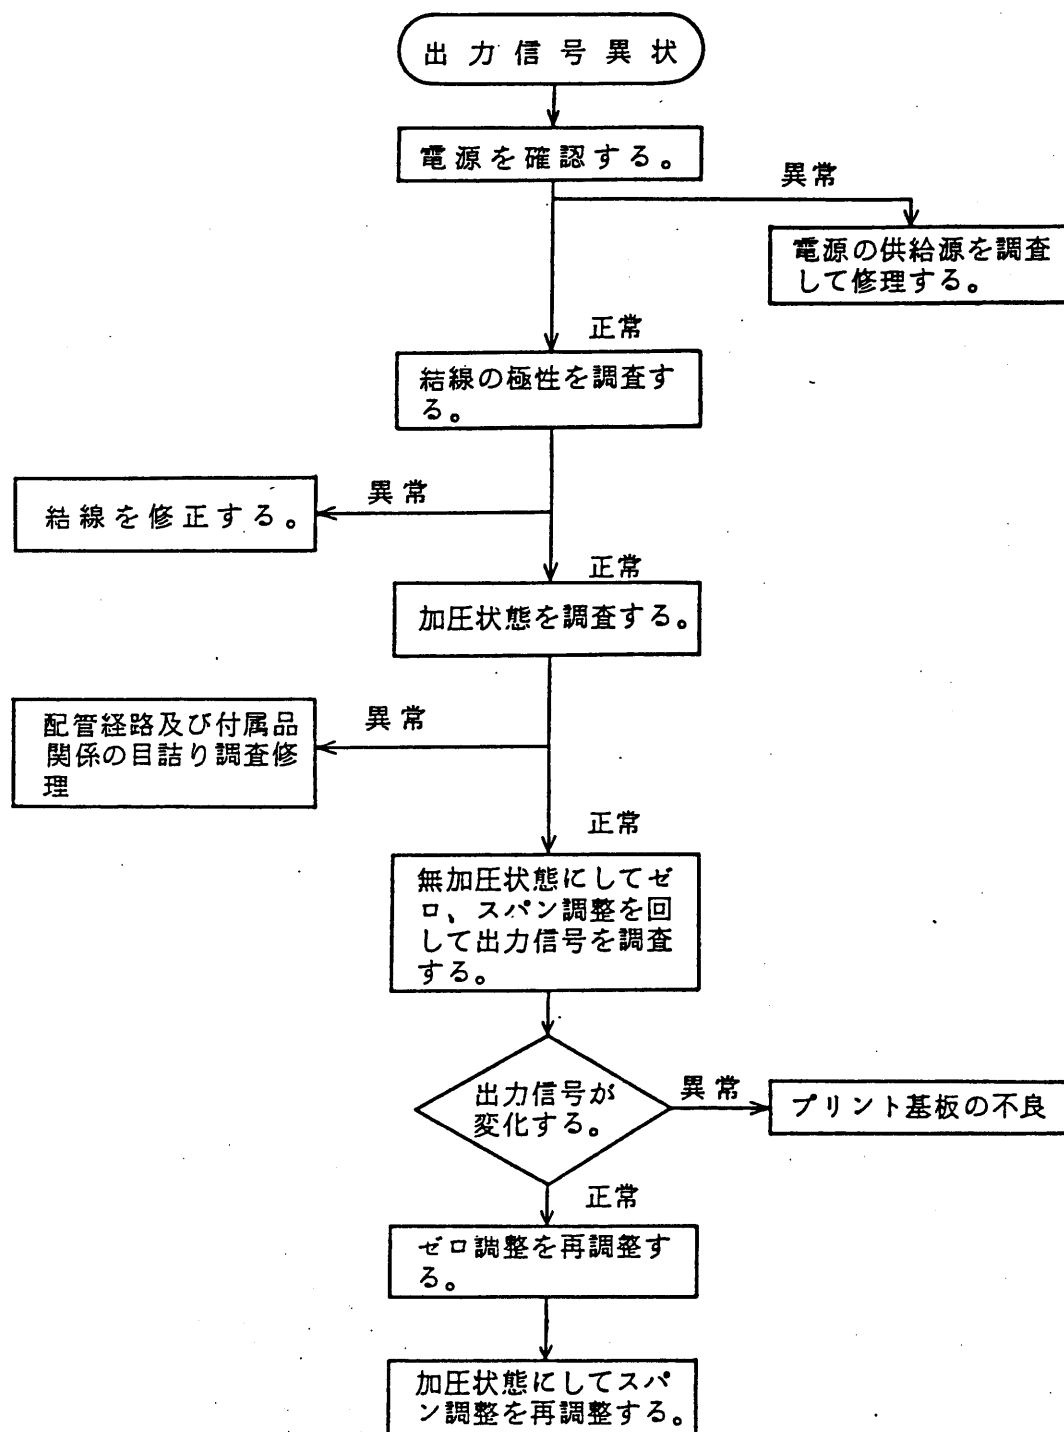 出力信号異状
電源を確認する。
異常
電源の供給源を調査
して修理する。
正常
結線の極性を調査す
る。
異常
結線を修正する。
正常
加圧状態を調査する。
異常
配管経路及び付属品
関係の目詰り調査修
理
正常
無加圧状態にしてゼ
ロ、スパン調整を回
して出力信号を調査
する。
出力信号が
変化する。
異常
プリント基板の不良
正常
ゼロ調整を再調整す
る。
加圧状態にしてスパ
ン調整を再調整する。